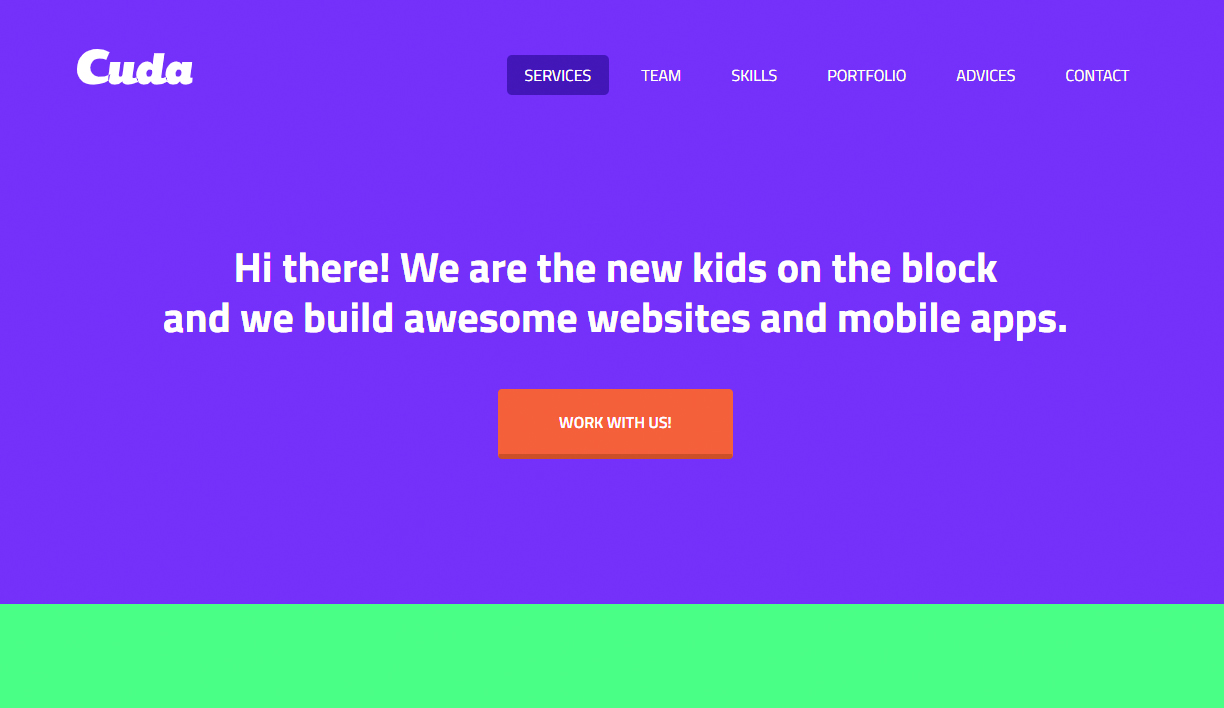 Cuda
SERVICES TEAM SKILLS PORTFOLIO ADVICES CONTACT
Hi there! We are the new kids on the block
and we build awesome websites and mobile apps.
WORK WITH US!